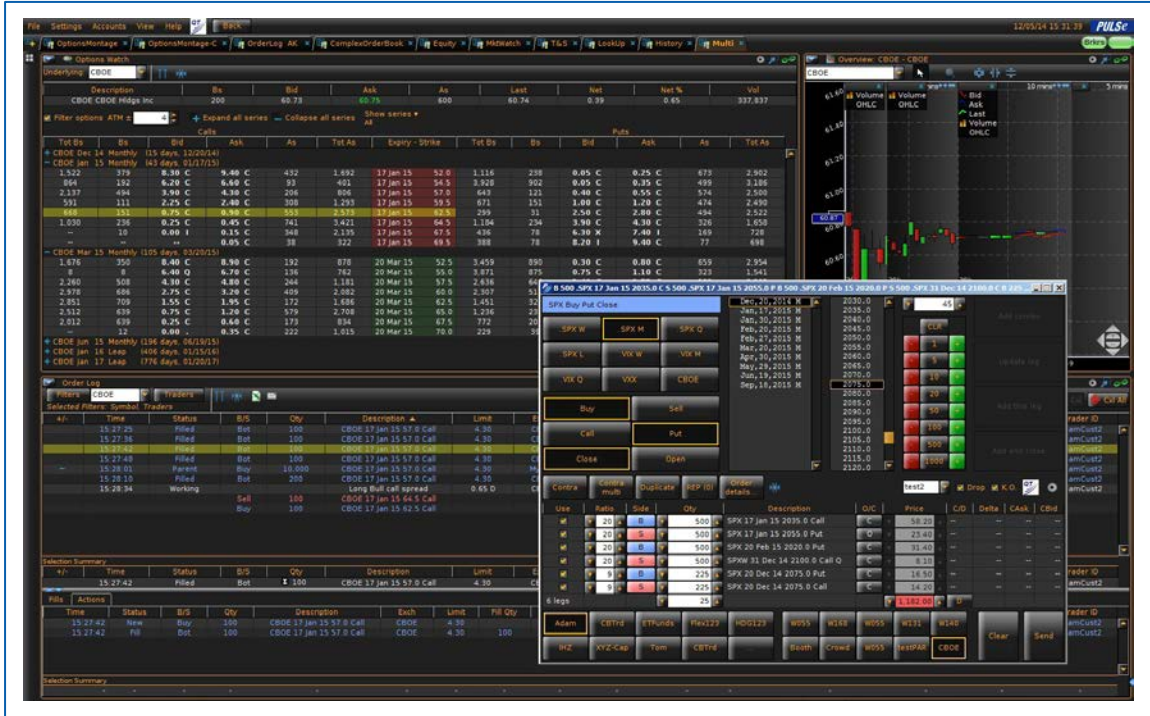 File Settings Accounts View Help QT Beck 12/05/14 15:31:39 PULSe
OptionsMontage OptionsMontage-C OrderLog AK ComplexOrderBook Equity MktWatch T&S LookUp History Multi Brkrs
Options Watch
Underlying CBOE
Description Bs Bid Ask As Last Net Net % Vol
CBOE CBOE Hldgs Inc 200 60.73 60.75 600 60.74 0.39 0.65 337,837
Filter options ATM ± 4 Expand all series Collapse all series Show series
All
Calls Puts
Tot Bs Bs Bid Ask As Tot As Expiry - Strike Tot Bs Bs Bid Ask As Tot As
CBOE Dec 14 Monthly (15 days, 12/20/14)
CBOE Jan 15 Monthly (43 days, 01/17/15)
1,522 379 8.30 C 9.40 C 432 1,692 17 Jan 15 52.0 1,116 238 0.05 C 0.25 C 673 2,902
864 192 6.20 C 6.60 C 93 401 17 Jan 15 54.5 3,928 902 0.05 C 0.35 C 499 3,186
2,137 494 3.90 C 4.30 C 206 806 17 Jan 15 57.0 643 121 0.40 C 0.55 C 574 2,500
591 111 2.25 C 2.40 C 308 1,293 17 Jan 15 59.5 671 151 1.00 C 1.20 C 474 2,490
660 151 0.75 C 0.90 C 553 2,573 17 Jan 15 62.5 299 31 2.50 C 2.80 C 494 2,522
1,030 236 0.25 C 0.45 C 741 3,421 17 Jan 15 64.5 1,184 234 3.90 C 4.30 C 326 1,658
-- 10 0.00 I 0.15 C 348 2,135 17 Jan 15 67.5 436 78 6.30 X 7.40 I 169 728
-- -- -- 0.05 C 38 322 17 Jan 15 69.5 388 78 8.20 I 9.40 C 77 698
CBOE Mar 15 Monthly (105 days, 03/20/15)
1,676 350 8.40 C 8.90 C 192 878 20 Mar 15 52.5 3,459 890 0.30 C 0.80 C 659 2,954
8 8 6.40 Q 6.70 C 136 762 20 Mar 15 55.0 3,871 875 0.75 C 1.10 C 323 1,541
2,260 508 4.30 C 4.80 C 244 1,181 20 Mar 15 57.5 2,636
2,978 686 2.75 C 3.20 C 409 2,082 20 Mar 15 60.0 2,307
2,851 709 1.55 C 1.95 C 172 1,686 20 Mar 15 62.5 1,451
2,512 639 0.75 C 1.20 C 579 2,708 20 Mar 15 65.0 1,236
2,012 639 0.25 C 0.60 C 173 834 20 Mar 15 67.5 772
-- 12 0.00 0.35 C 222 1,015 20 Mar 15 70.0 229
CBOE Jun 15 Monthly (196 days, 06/19/15)
CBOE Jan 16 Leap (406 days, 01/15/16)
CBOE Jan 17 Leap (776 days, 01/20/17)
Overview: CBOE - CBOE
CBOE
10 mins 5 mins
Volume OHLC Volume OHLC Bid Ask Last Volume OHLC
61.60
61.40
61.20
61.00
60.87
60.80
60.60
Order Log
Filters CBOE Traders Cxl All
Selected Filters: Symbol, Traders
+/- Time Status B/S Qty Description Limit
15:27:25 Filled Bot 100 CBOE 17 Jan 15 57.0 Call 4.30
15:27:36 Filled Bot 100 CBOE 17 Jan 15 57.0 Call 4.30
15:27:42 Filled Bot 100 CBOE 17 Jan 15 57.0 Call 4.30
15:27:48 Filled Bot 100 CBOE 17 Jan 15 57.0 Call 4.30
15:28:01 Parent Buy 10,000 CBOE 17 Jan 15 57.0 Call 4.30
15:28:10 Filled Bot 200 CBOE 17 Jan 15 57.0 Call 4.30
15:28:34 Working Long Bull call spread 0.65 D
Sell 100 CBOE 17 Jan 15 64.5 Call
Buy 100 CBOE 17 Jan 15 62.5 Call
Selection Summary
+/- Time Status B/S Qty Description Limit
15:27:42 Filled Bot Σ 100 CBOE 17 Jan 15 57.0 Call 4.30
Fills Actions
Time Status B/S Qty Description Exch Limit Fill Qty
15:27:42 New Buy 100 CBOE 17 Jan 15 57.0 Call CBOE 4.30
15:27:42 Fill Bot 100 CBOE 17 Jan 15 57.0 Call CBOE 4.30 100
Selection Summary
B 500 .SPX 17 Jan 15 2035.0 C S 500 .SPX 17 Jan 15 2055.0 P B 500 .SPX 20 Feb 15 2020.0 P S 500 .SPX 31 Dec 14 2100.0 C B 225 ...
SPX Buy Put Close
.SPX W .SPX M SPX Q
SPX L VIX W .VIX M
VIX Q VXX CBOE
Buy Sell
Call Put
Close Open
Dec,20,2014 M
Jan,17,2015 M
Jan,30,2015 M
Feb,20,2015 M
Feb,27,2015 M
Mar,20,2015 M
Apr,30,2015 M
May,29,2015 M
Jun,19,2015 M
Sep,18,2015 M
2030.0
2035.0
2040.0
2045.0
2050.0
2055.0
2060.0
2065.0
2070.0
2075.0
2080.0
2085.0
2090.0
2095.0
2100.0
2105.0
2110.0
2115.0
2120.0
45
CLR
1
5
10
20
50
100
500
1000
Update leg
Add this leg
Contra Contra multi Duplicate REP (0) Order details... test2 Drop K.O. QT
Use Ratio Side Qty Description O/C Price C/D Delta CAsk CBid
20 B 500 SPX 17 Jan 15 2035.0 Call C 58.20
20 S 500 SPX 17 Jan 15 2055.0 Put O 23.40
20 B 500 SPX 20 Feb 15 2020.0 Put C 31.40
20 S 500 SPXW 31 Dec 14 2100.0 Call Q C 8.10
9 B 225 SPX 20 Dec 14 2075.0 Put C 16.50
9 S 225 SPX 20 Dec 14 2075.0 Call C 14.20
6 legs 25 1,182.00 D
Adam CBTrd ETFunds Flex123 HDG123 W055 W168 W055 W131 W140 Clear Send
IHZ XYZ-Cap Tom CBTrd Booth Crowd W055 testPAR CBOE